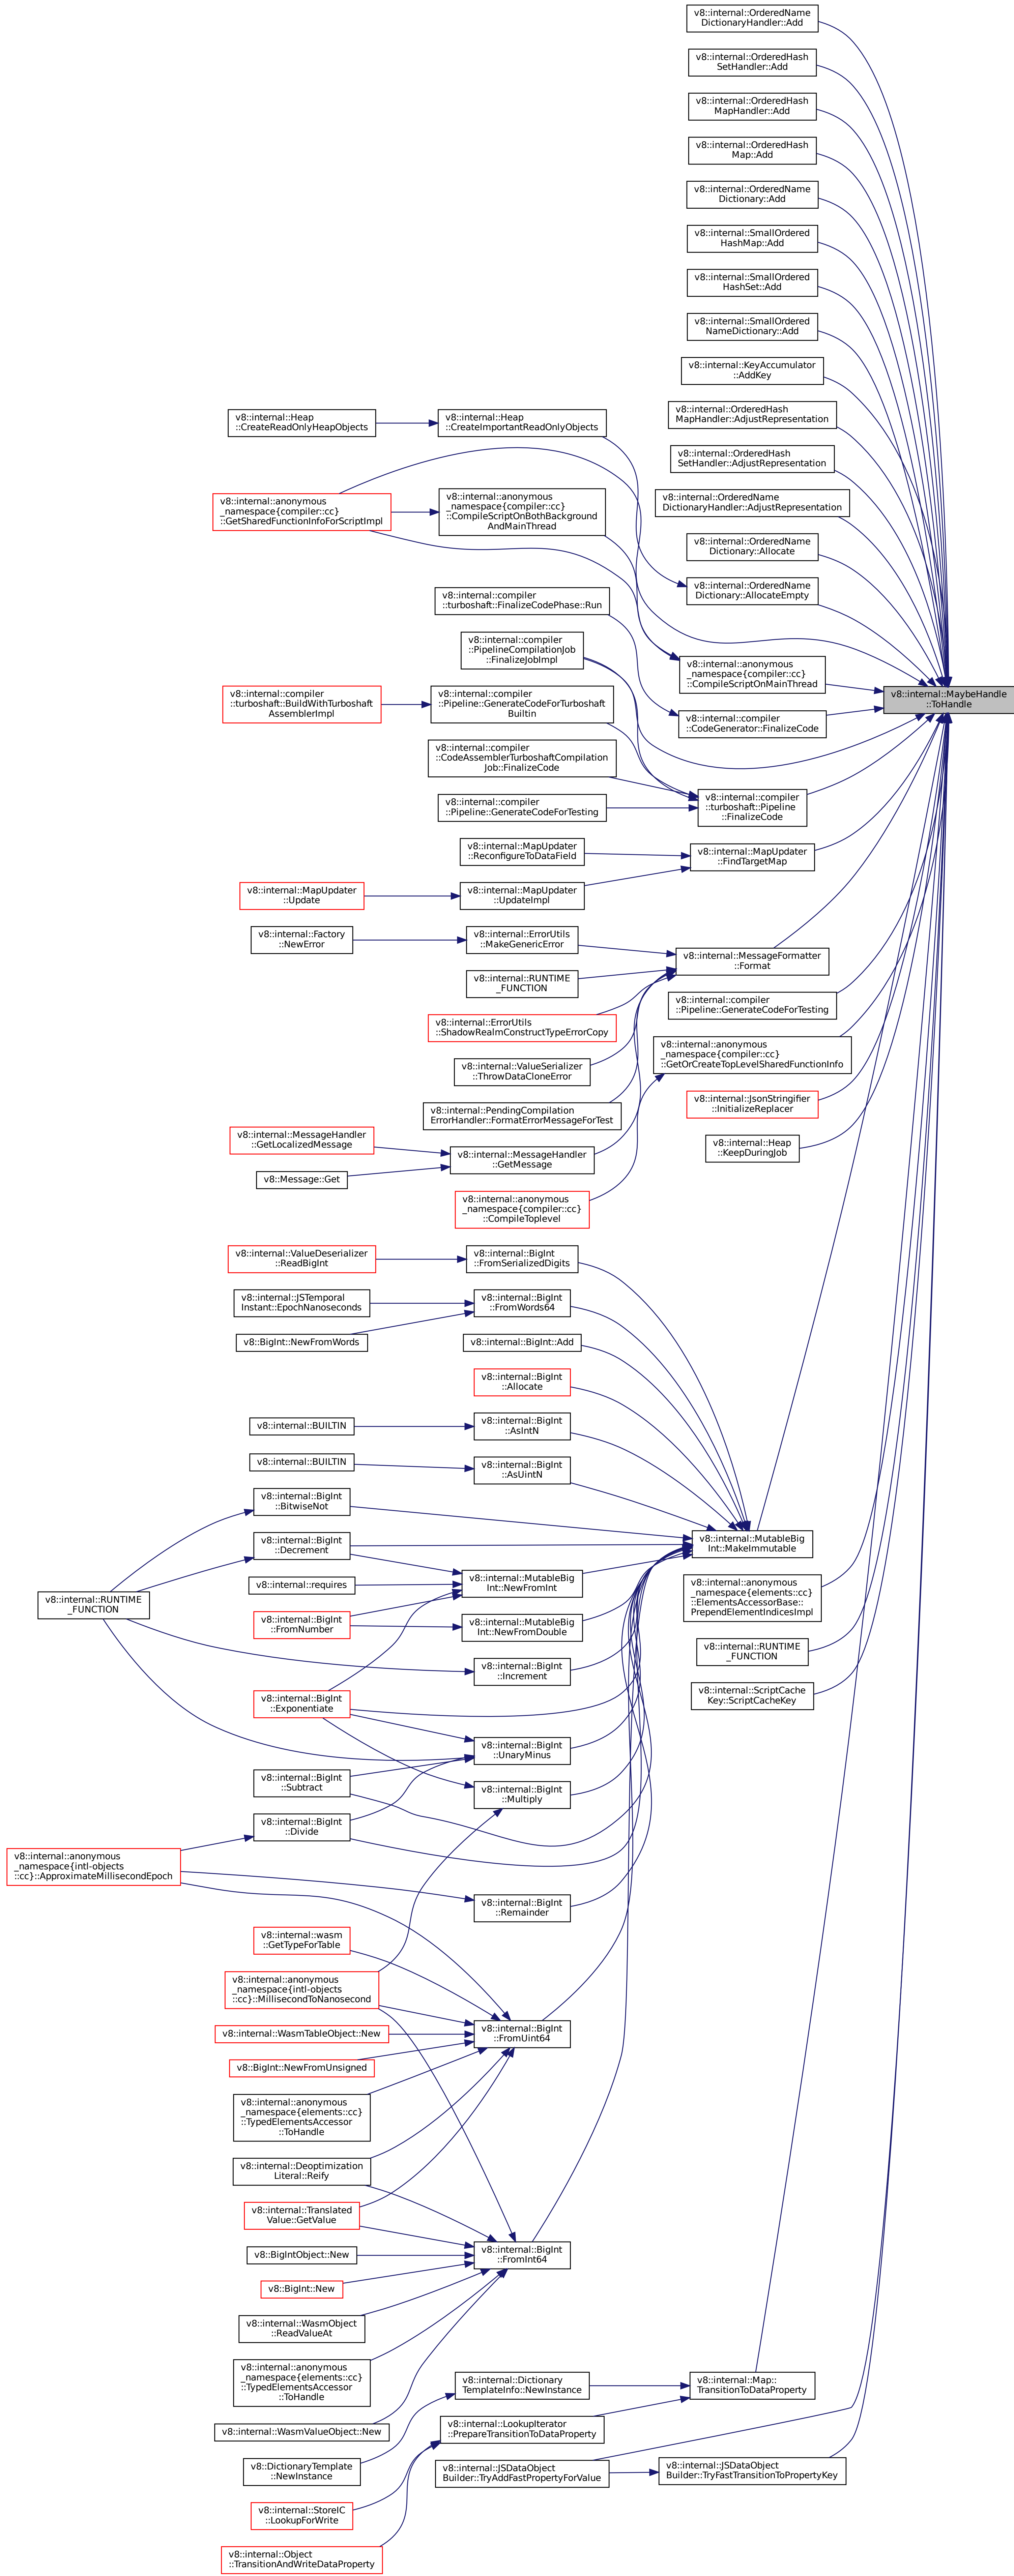 v8::internal::OrderedName
DictionaryHandler::Add
v8::internal::OrderedHash
SetHandler::Add
v8::internal::OrderedHash
MapHandler::Add
v8::internal::OrderedHash
Map::Add
v8::internal::OrderedName
Dictionary::Add
v8::internal::SmallOrdered
HashMap::Add
v8::internal::SmallOrdered
HashSet::Add
v8::internal::SmallOrdered
NameDictionary::Add
v8::internal::KeyAccumulator
::AddKey
v8::internal::OrderedHash
MapHandler::AdjustRepresentation
v8::internal::Heap
::CreateReadOnlyHeapObjects
v8::internal::Heap
::CreateImportantReadOnlyObjects
v8::internal::OrderedHash
SetHandler::AdjustRepresentation
v8::internal::anonymous
_namespace{compiler::cc}
::GetSharedFunctionInfoForScriptImpl
v8::internal::anonymous
_namespace{compiler::cc}
::CompileScriptOnBothBackground
AndMainThread
v8::internal::OrderedName
DictionaryHandler::AdjustRepresentation
v8::internal::OrderedName
Dictionary::Allocate
v8::internal::OrderedName
Dictionary::AllocateEmpty
v8::internal::compiler
::turboshaft::FinalizeCodePhase::Run
v8::internal::compiler
::PipelineCompilationJob
::FinalizeJobImpl
v8::internal::anonymous
_namespace{compiler::cc}
::CompileScriptOnMainThread
v8::internal::MaybeHandle
::ToHandle
v8::internal::compiler
::turboshaft::BuildWithTurboshaft
AssemblerImpl
v8::internal::compiler
::Pipeline::GenerateCodeForTurboshaft
Builtin
v8::internal::compiler
::CodeGenerator::FinalizeCode
v8::internal::compiler
::CodeAssemblerTurboshaftCompilation
Job::FinalizeCode
v8::internal::compiler
::Pipeline::GenerateCodeForTesting
v8::internal::compiler
::turboshaft::Pipeline
::FinalizeCode
v8::internal::MapUpdater
::ReconfigureToDataField
v8::internal::MapUpdater
::FindTargetMap
v8::internal::MapUpdater
::Update
v8::internal::MapUpdater
::UpdateImpl
v8::internal::Factory
::NewError
v8::internal::ErrorUtils
::MakeGenericError
v8::internal::MessageFormatter
::Format
v8::internal::RUNTIME
_FUNCTION
v8::internal::compiler
::Pipeline::GenerateCodeForTesting
v8::internal::ErrorUtils
::ShadowRealmConstructTypeErrorCopy
v8::internal::anonymous
_namespace{compiler::cc}
::GetOrCreateTopLevelSharedFunctionInfo
v8::internal::ValueSerializer
::ThrowDataCloneError
v8::internal::JsonStringifier
::InitializeReplacer
v8::internal::PendingCompilation
ErrorHandler::FormatErrorMessageForTest
v8::internal::Heap
::KeepDuringJob
v8::internal::MessageHandler
::GetLocalizedMessage
v8::internal::MessageHandler
::GetMessage
v8::Message::Get
v8::internal::anonymous
_namespace{compiler::cc}
::CompileToplevel
v8::internal::ValueDeserializer
::ReadBigInt
v8::internal::BigInt
::FromSerializedDigits
v8::internal::JSTemporal
Instant::EpochNanoseconds
v8::internal::BigInt
::FromWords64
v8::BigInt::NewFromWords
v8::internal::BigInt::Add
v8::internal::BigInt
::Allocate
v8::internal::BUILTIN
v8::internal::BigInt
::AsIntN
v8::internal::BUILTIN
v8::internal::BigInt
::AsUintN
v8::internal::BigInt
::BitwiseNot
v8::internal::BigInt
::Decrement
v8::internal::MutableBig
Int::MakeImmutable
v8::internal::requires
v8::internal::MutableBig
Int::NewFromInt
v8::internal::anonymous
_namespace{elements::cc}
::ElementsAccessorBase::
PrependElementIndicesImpl
v8::internal::RUNTIME
_FUNCTION
v8::internal::BigInt
::FromNumber
v8::internal::MutableBig
Int::NewFromDouble
v8::internal::RUNTIME
_FUNCTION
v8::internal::BigInt
::Increment
v8::internal::BigInt
::Exponentiate
v8::internal::ScriptCache
Key::ScriptCacheKey
v8::internal::BigInt
::UnaryMinus
v8::internal::BigInt
::Subtract
v8::internal::BigInt
::Multiply
v8::internal::BigInt
::Divide
v8::internal::anonymous
_namespace{intl-objects
::cc}::ApproximateMillisecondEpoch
v8::internal::BigInt
::Remainder
v8::internal::wasm
::GetTypeForTable
v8::internal::anonymous
_namespace{intl-objects
::cc}::MillisecondToNanosecond
v8::internal::WasmTableObject::New
v8::internal::BigInt
::FromUint64
v8::BigInt::NewFromUnsigned
v8::internal::anonymous
_namespace{elements::cc}
::TypedElementsAccessor
::ToHandle
v8::internal::Deoptimization
Literal::Reify
v8::internal::Translated
Value::GetValue
v8::BigIntObject::New
v8::internal::BigInt
::FromInt64
v8::BigInt::New
v8::internal::WasmObject
::ReadValueAt
v8::internal::anonymous
_namespace{elements::cc}
::TypedElementsAccessor
::ToHandle
v8::internal::Dictionary
TemplateInfo::NewInstance
v8::internal::Map::
TransitionToDataProperty
v8::internal::WasmValueObject::New
v8::internal::LookupIterator
::PrepareTransitionToDataProperty
v8::DictionaryTemplate
::NewInstance
v8::internal::JSDataObject
Builder::TryAddFastPropertyForValue
v8::internal::JSDataObject
Builder::TryFastTransitionToPropertyKey
v8::internal::StoreIC
::LookupForWrite
v8::internal::Object
::TransitionAndWriteDataProperty